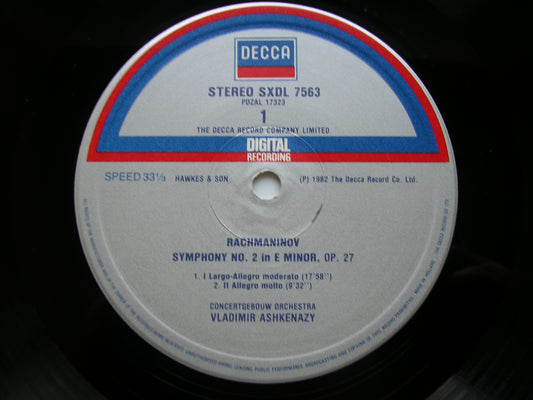 DECCA
STEREO SXDL 7563
PDZAL 17323
1
THE DECCA RECORD COMPANY LIMITED
DIGITAL
RECORDING
SPEED 33⅓
HAWKES & SON
(P) 1982 The Decca Record Co. Ltd.
RACHMANINOV
SYMPHONY NO. 2 in E MINOR, OP. 27
1. I Largo-Allegro moderato (17'58'')
2. II Allegro molto (9'32'')
CONCERTGEBOUW ORCHESTRA
VLADIMIR ASHKENAZY